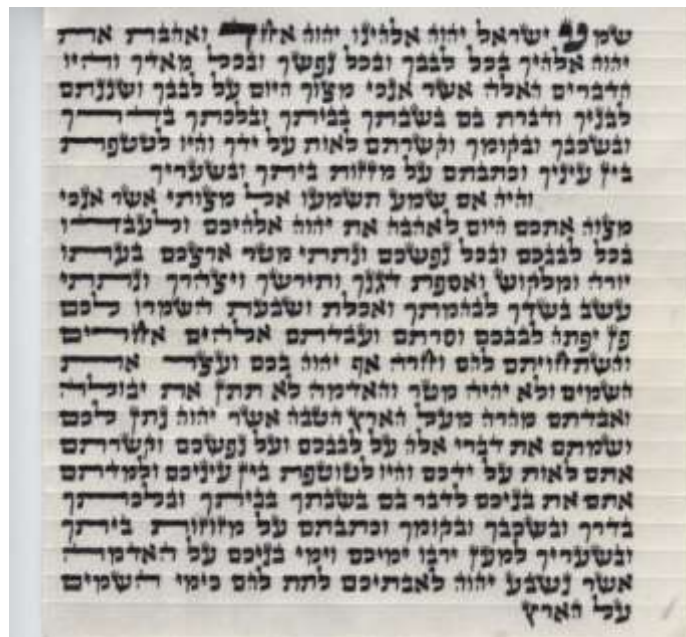 שמע ישראל יהוה אלהינו יהוה אחד ואהבת את
יהוה אלהיך בכל לבבך ובכל נפשך ובכל מאדך והיו
הדברים האלה אשר אנכי מצוך היום על לבבך ושננתם
לבניך ודברת בם בשבתך בביתך ובלכתך בדרך
ובשכבך ובקומך וקשרתם לאות על ידך והיו לטטפת
בין עיניך וכתבתם על מזזות ביתך ובשעריך
והיה אם שמע תשמעו אל מצותי אשר אנכי
מצוה אתכם היום לאהבה את יהוה אלהיכם ולעבדו
בכל לבבכם ובכל נפשכם ונתתי מטר ארצכם בעתו
יורה ומלקוש ואספת דגנך ותירשך ויצהרך ונתתי
עשב בשדך לבהמתך ואכלת ושבעת השמרו לכם
פן יפתה לבבכם וסרתם ועבדתם אלהים אחרים
והשתחויתם להם וחרה אף יהוה בכם ועצר את
השמים ולא יהיה מטר והאדמה לא תתן את יבולה
ואבדתם מהרה מעל הארץ הטבה אשר יהוה נתן לכם
ושמתם את דברי אלה על לבבכם ועל נפשכם וקשרתם
אתם לאות על ידכם והיו לטוטפת בין עיניכם ולמדתם
אתם את בניכם לדבר בם בשבתך בביתך ובלכתך
בדרך ובשכבך ובקומך וכתבתם על מזוזות ביתך
ובשעריך למען ירבו ימיכם וימי בניכם על האדמה
אשר נשבע יהוה לאבתיכם לתת להם כימי השמים
על הארץ